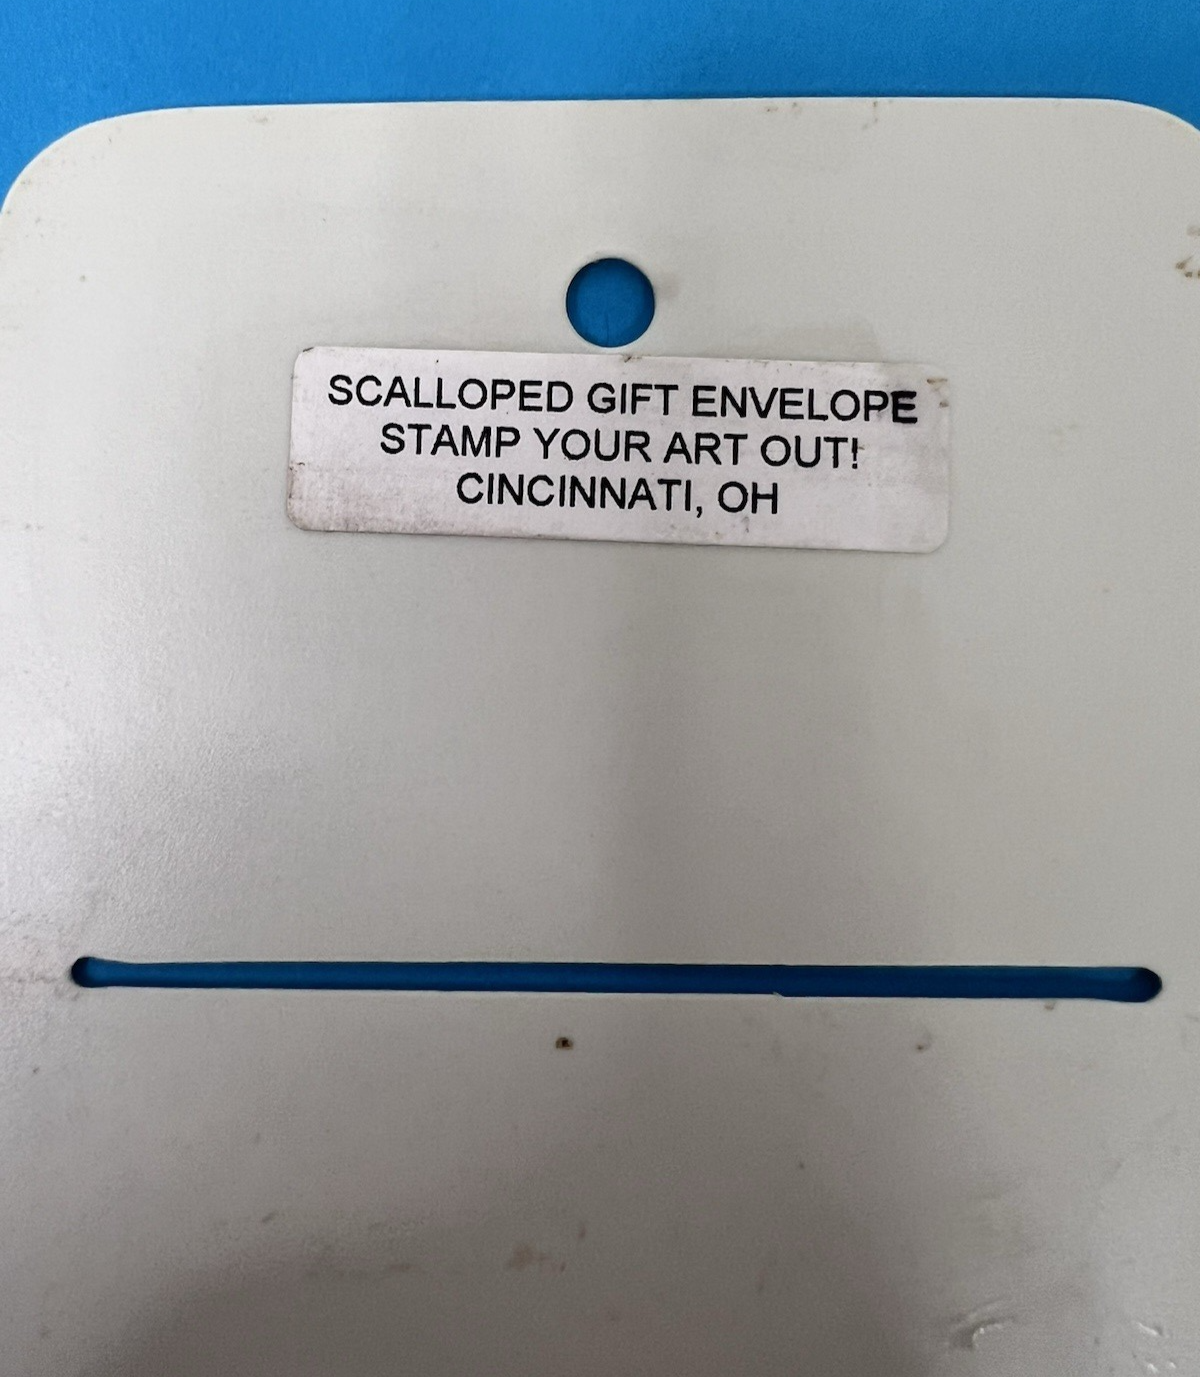 SCALLOPED GIFT ENVELOPE
STAMP YOUR ART OUT!
CINCINNATI, OH